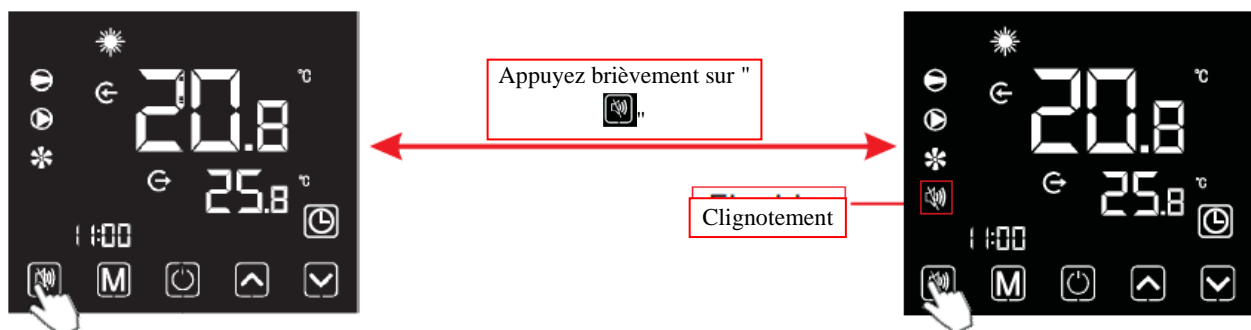 20.8 °C
25.8 °C
11:00
M
Appuyez brièvement sur "
"
Clignotement
20.8 °C
25.8 °C
11:00
M